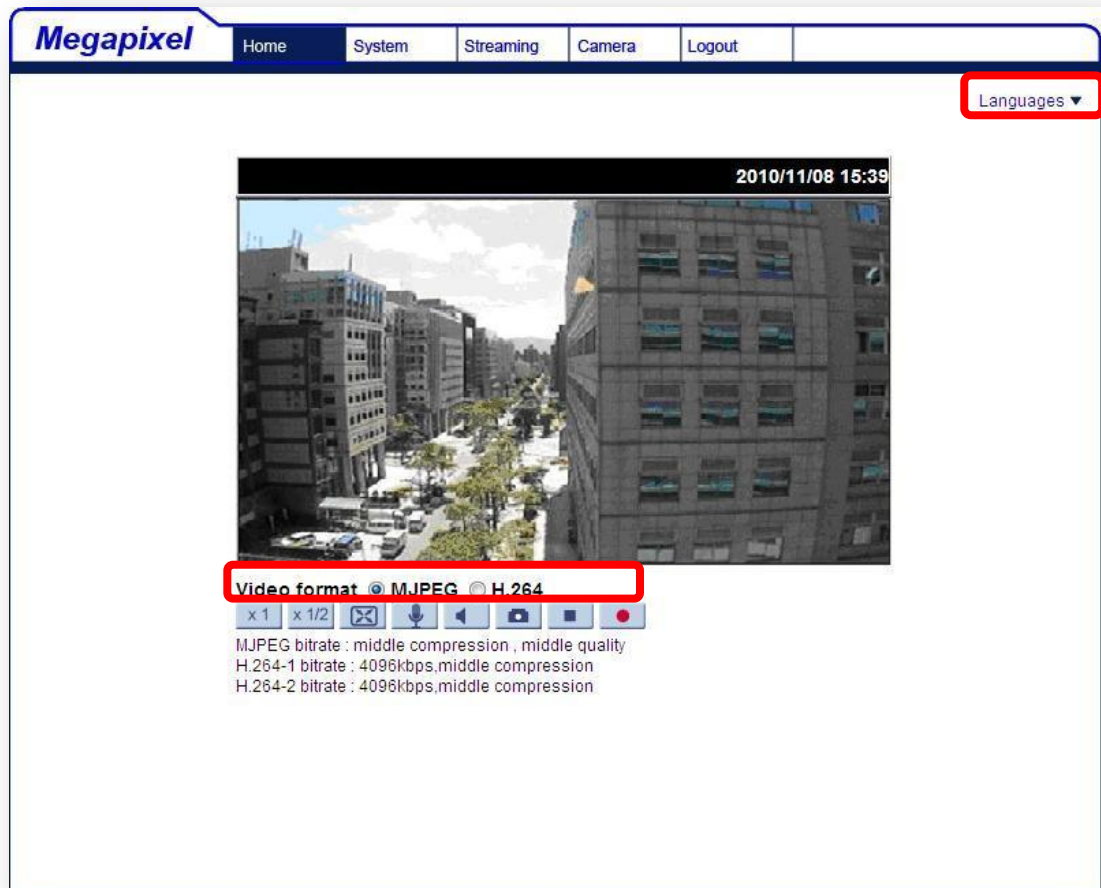 Megapixel
Home System Streaming Camera Logout
Languages ▼
2010/11/08 15:39
Video format MJPEG H.264
x 1 x 1/2
MJPEG bitrate : middle compression , middle quality
H.264-1 bitrate : 4096kbps,middle compression
H.264-2 bitrate : 4096kbps,middle compression